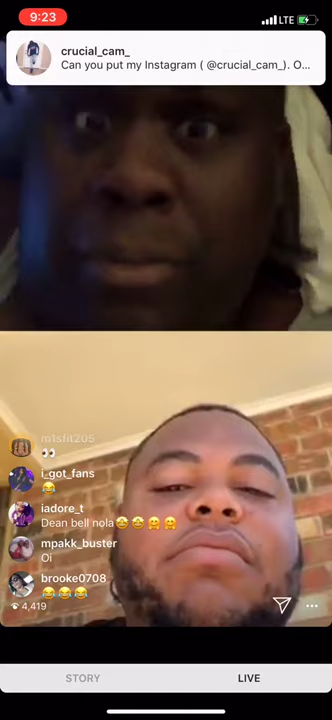 9:23
LTE
crucial_cam_
Can you put my Instagram ( @crucial_cam_). O...
m1sfit205
👀
i_got_fans
😂
iadore_t
Dean bell nola🤩🤩🤗🤗
mpakk_buster
Oi
brooke0708
😂😂😂
4,419
STORY
LIVE